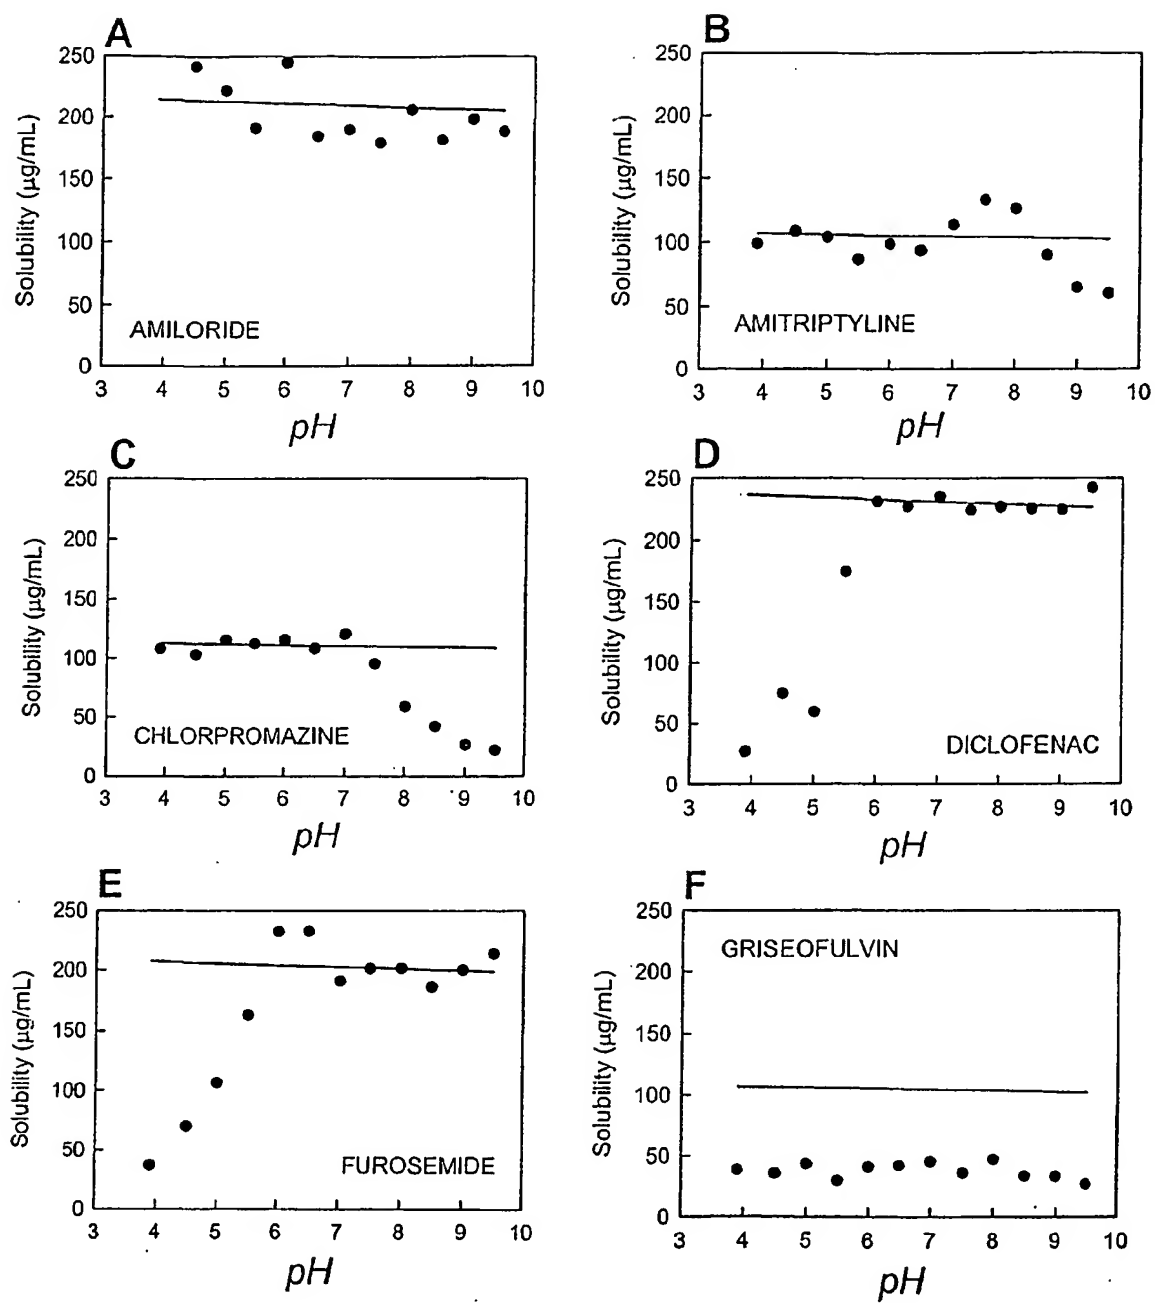 A
250
200
150
100
50
0
Solubility (µg/mL)
AMILORIDE
3 4 5 6 7 8 9 10
pH
B
250
200
150
100
50
0
Solubility (µg/mL)
AMITRIPTYLINE
3 4 5 6 7 8 9 10
pH
C
250
200
150
100
50
0
Solubility (µg/mL)
CHLORPROMAZINE
3 4 5 6 7 8 9 10
pH
D
250
200
150
100
50
0
Solubility (µg/mL)
DICLOFENAC
3 4 5 6 7 8 9 10
pH
E
250
200
150
100
50
0
Solubility (µg/mL)
FUROSEMIDE
3 4 5 6 7 8 9 10
pH
F
250
200
150
100
50
0
Solubility (µg/mL)
GRISEOFULVIN
3 4 5 6 7 8 9 10
pH